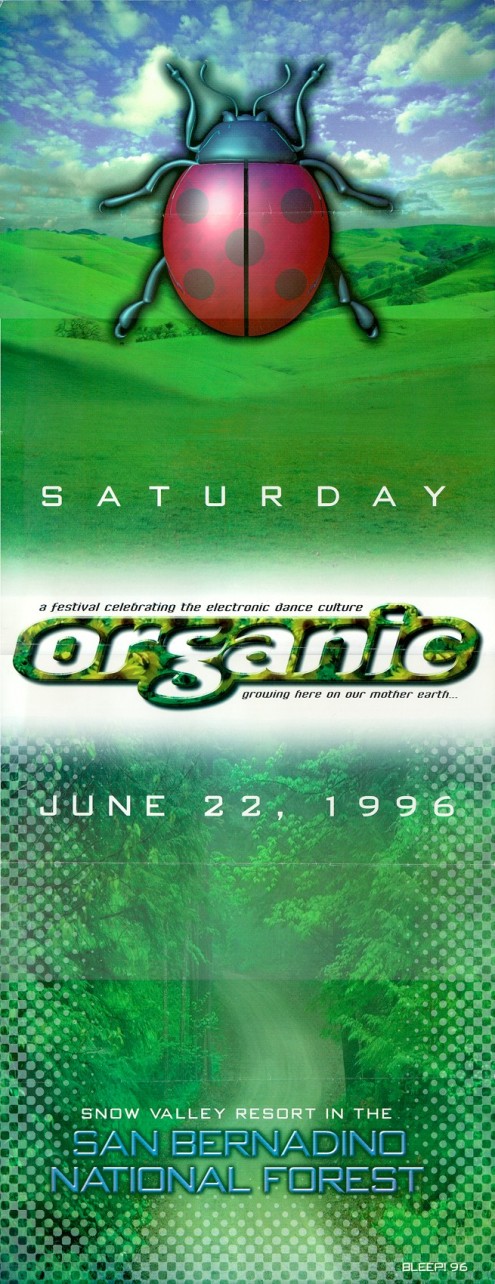 SATURDAY
a festival celebrating the electronic dance culture
organic
growing here on our mother earth...
JUNE 22, 1996
SNOW VALLEY RESORT IN THE
SAN BERNADINO
NATIONAL FOREST
BLEEP! 96